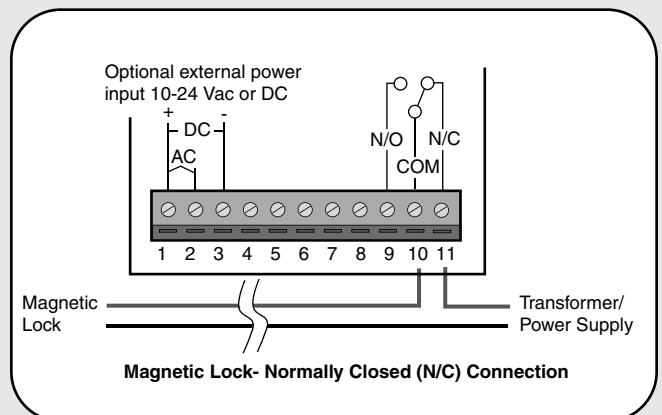 Optional external power
input 10-24 Vac or DC
+ -
DC
AC
N/O N/C
COM
1 2 3 4 5 6 7 8 9 10 11
Magnetic
Lock
Transformer/
Power Supply
Magnetic Lock- Normally Closed (N/C) Connection